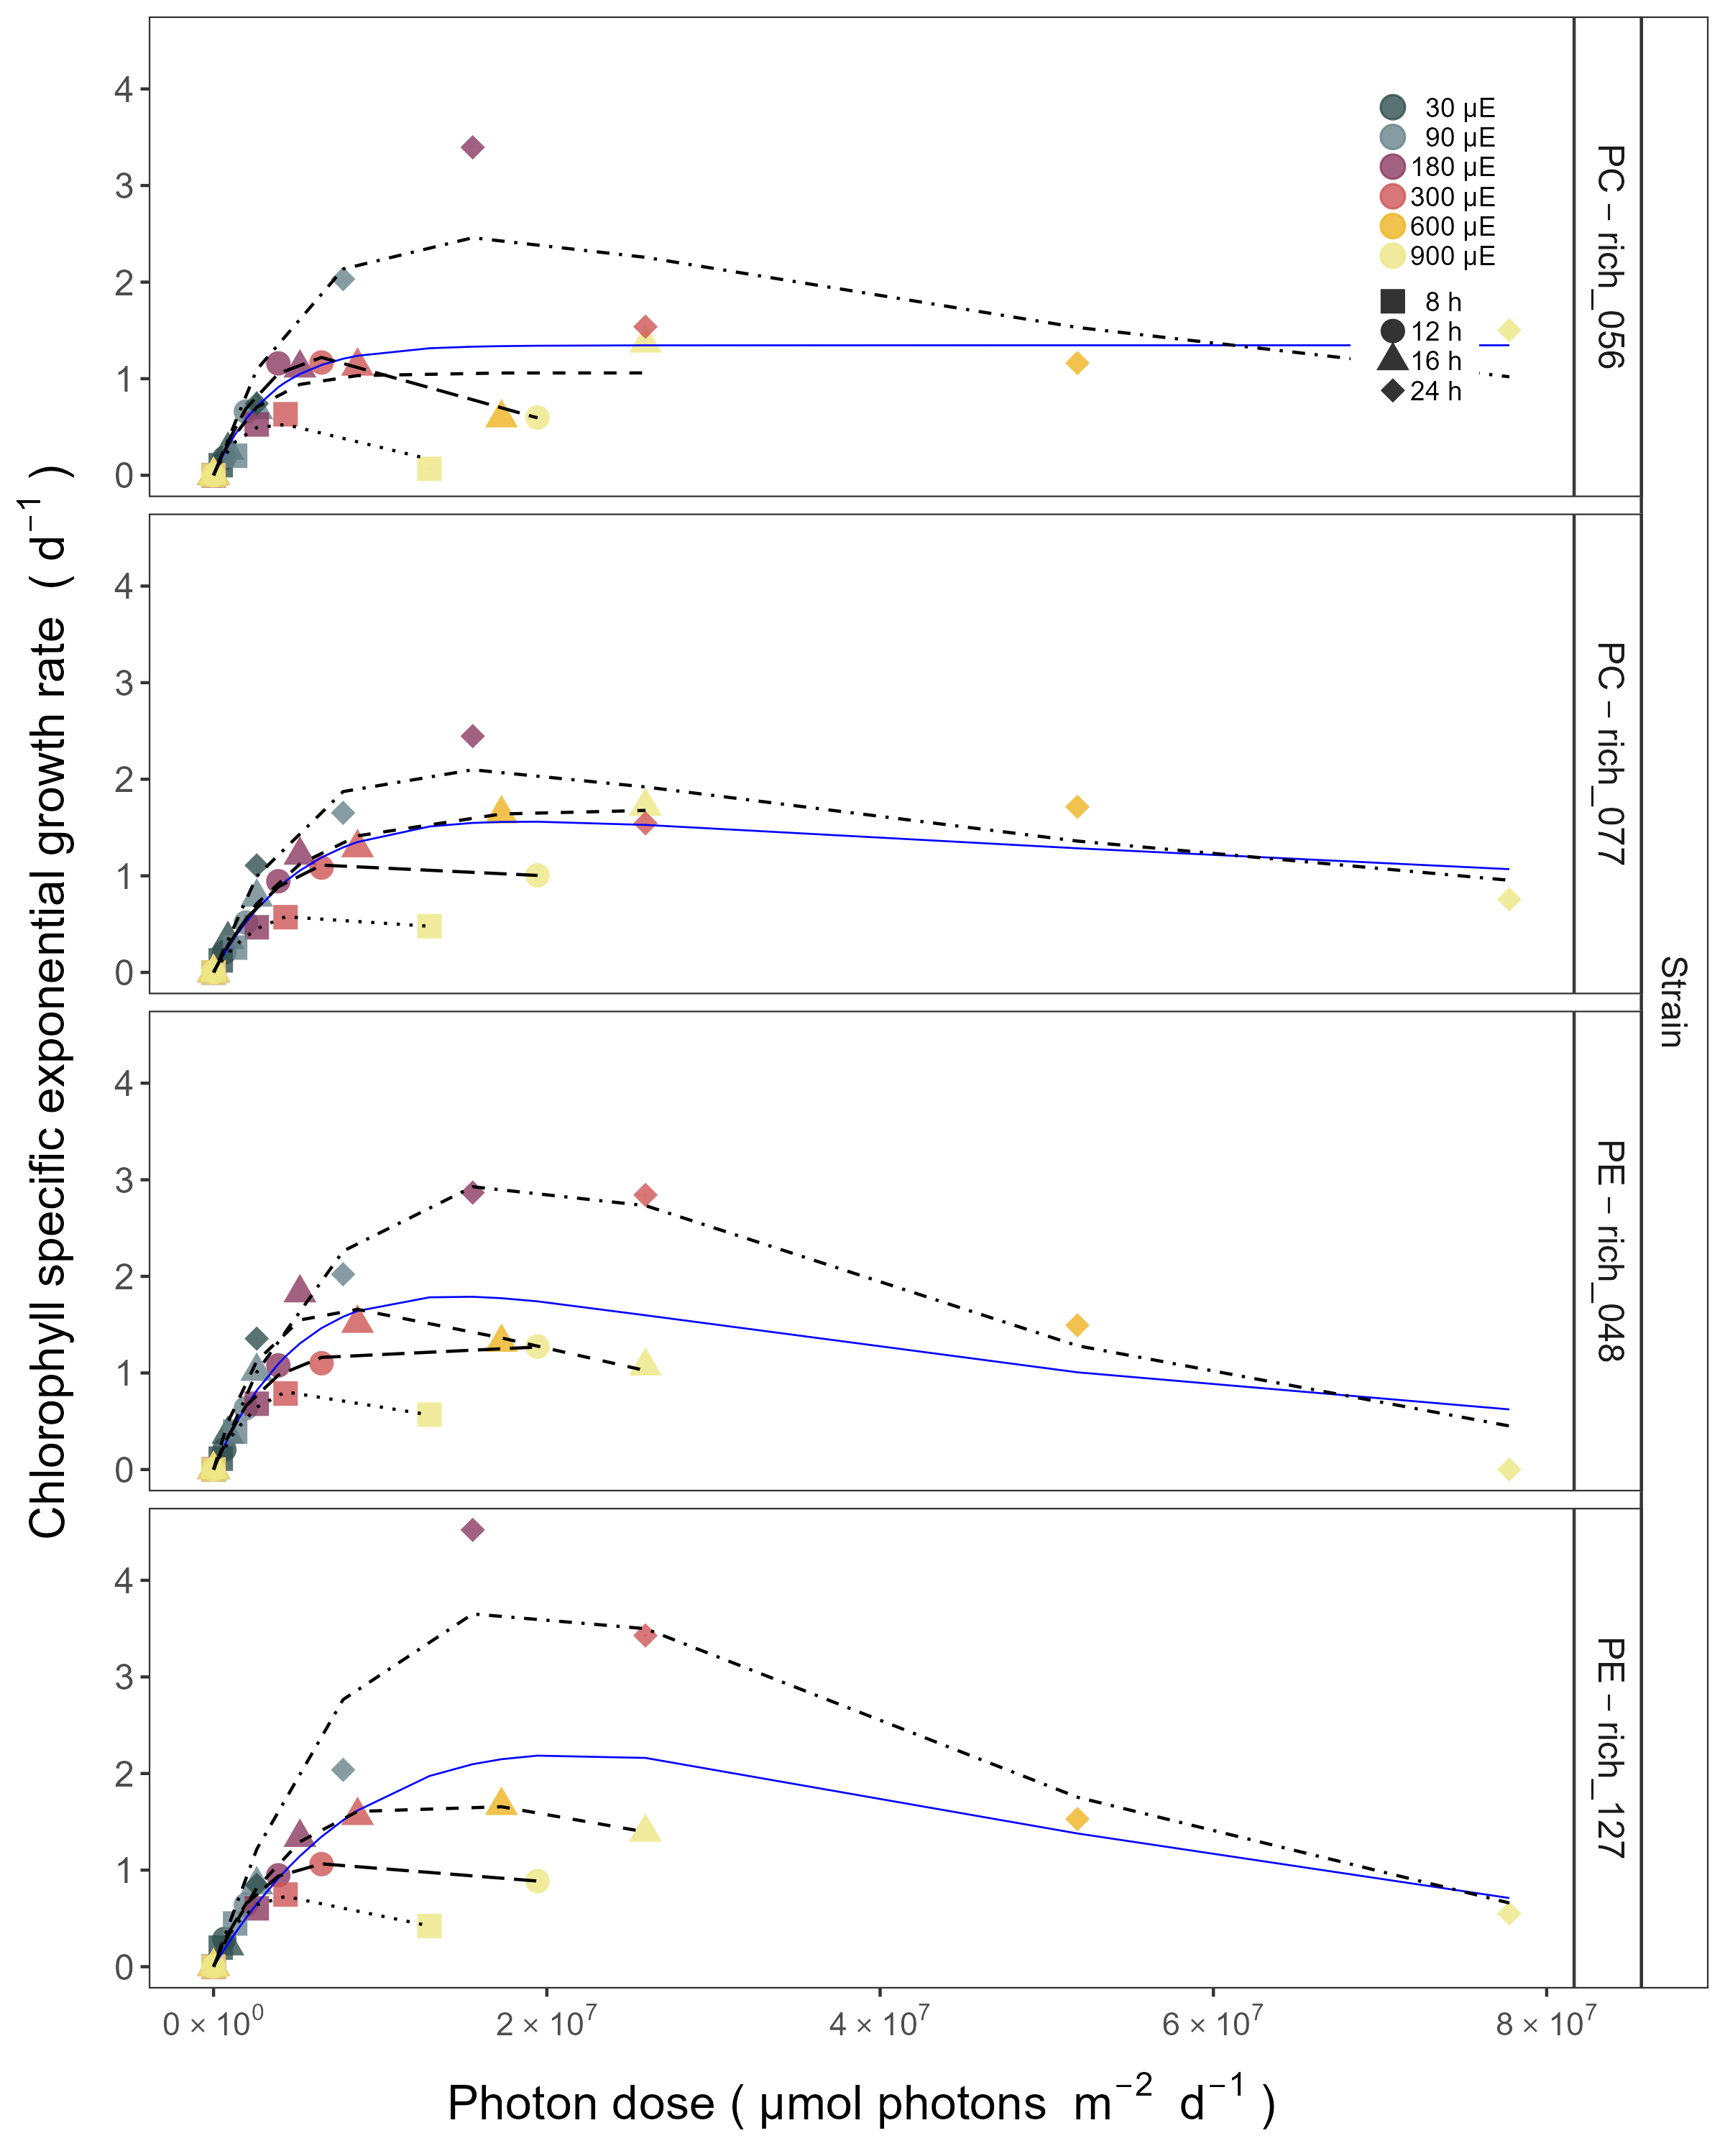 Chlorophyll specific exponential growth rate ( d⁻¹ )
4
3
2
1
0
30 µE
90 µE
180 µE
300 µE
600 µE
900 µE
8 h
12 h
16 h
24 h
PC − rich_056
4
3
2
1
0
PC − rich_077
Strain
4
3
2
1
0
PE − rich_048
4
3
2
1
0
PE − rich_127
0 × 10⁰ 2 × 10⁷ 4 × 10⁷ 6 × 10⁷ 8 × 10⁷
Photon dose ( µmol photons m⁻² d⁻¹ )